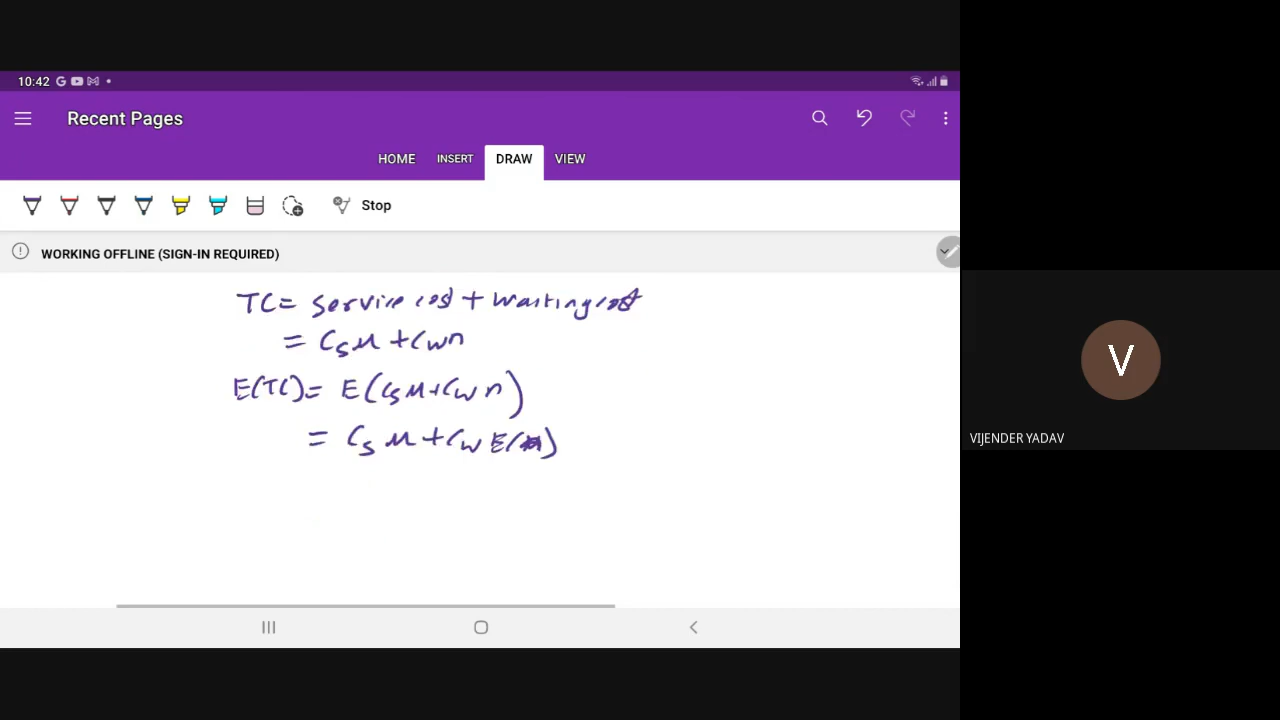 10:42
Recent Pages
HOME INSERT DRAW VIEW
Stop
WORKING OFFLINE (SIGN-IN REQUIRED)
TC = Service cost + Waiting cost
= Csμ + Cwn
E(TC) = E(Csμ + Cwn)
= Csμ + Cw E(n)
V
VIJENDER YADAV